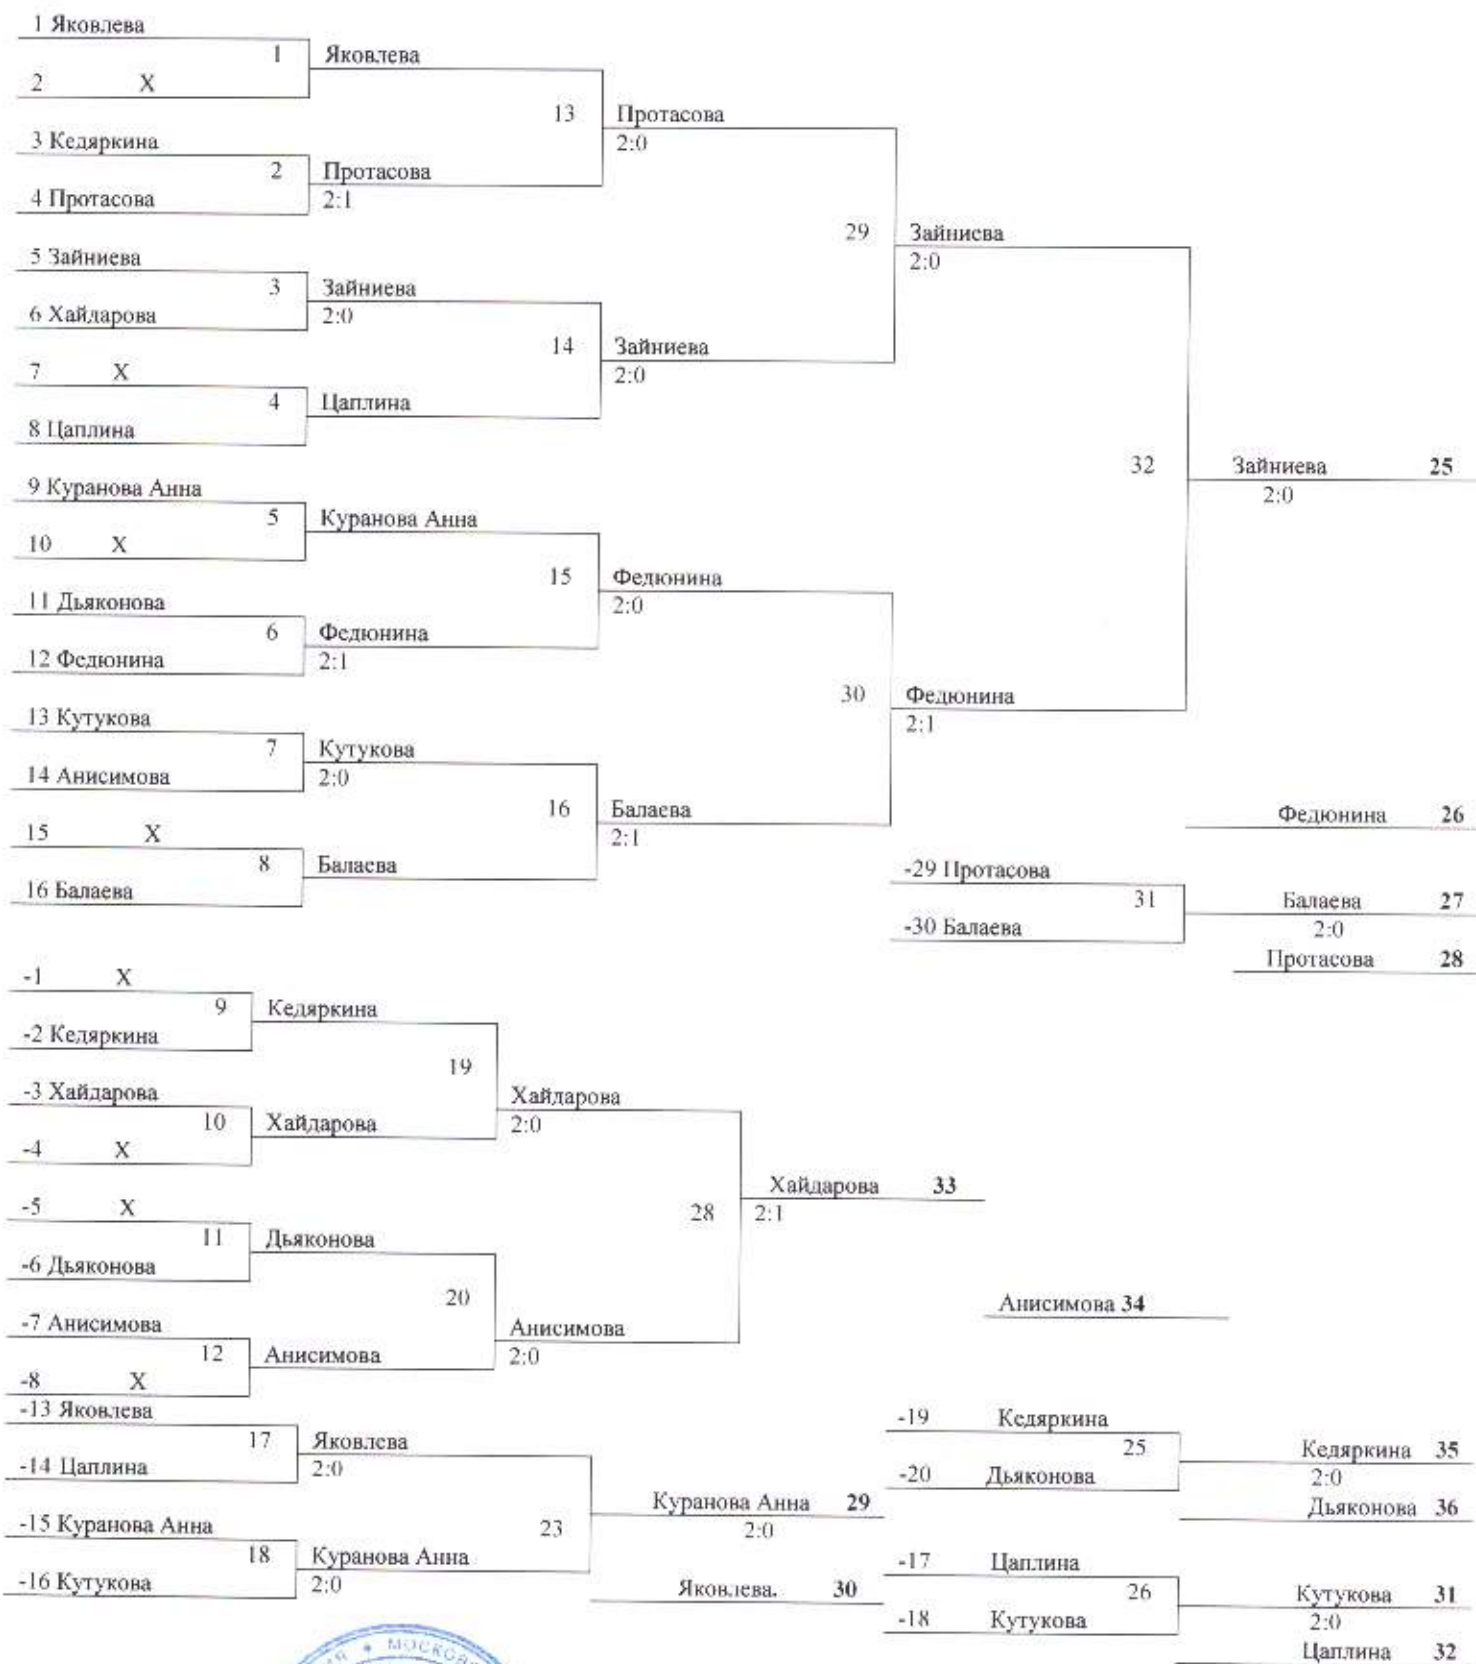 1 Яковлева
1 Яковлева
2 X
13 Протасова
2:0
3 Кедяркина
2 Протасова
4 Протасова
2:1
29 Зайниева
2:0
5 Зайниева
3 Зайниева
6 Хайдарова
2:0
14 Зайниева
2:0
7 X
4 Цаплина
8 Цаплина
32 Зайниева 25
2:0
9 Куранова Анна
5 Куранова Анна
10 X
15 Федюнина
2:0
11 Дьяконова
6 Федюнина
12 Федюнина
2:1
30 Федюнина
2:1
13 Кутукова
7 Кутукова
14 Анисимова
2:0
16 Балаева
2:1
15 X
8 Балаева
16 Балаева
Федюнина 26
-29 Протасова
31 Балаева 27
-30 Балаева
2:0
Протасова 28
-1 X
9 Кедяркина
-2 Кедяркина
19 Хайдарова
2:0
-3 Хайдарова
10 Хайдарова
-4 X
28 Хайдарова 33
2:1
-5 X
11 Дьяконова
-6 Дьяконова
20 Анисимова
2:0
-7 Анисимова
12 Анисимова
-8 X
Анисимова 34
-13 Яковлева
17 Яковлева
-14 Цаплина
2:0
23 Куранова Анна 29
2:0
-15 Куранова Анна
18 Куранова Анна
-16 Кутукова
2:0
Яковлева. 30
-19 Кедяркина
25 Кедяркина 35
-20 Дьяконова
2:0
Дьяконова 36
-17 Цаплина
26 Кутукова 31
-18 Кутукова
2:0
Цаплина 32